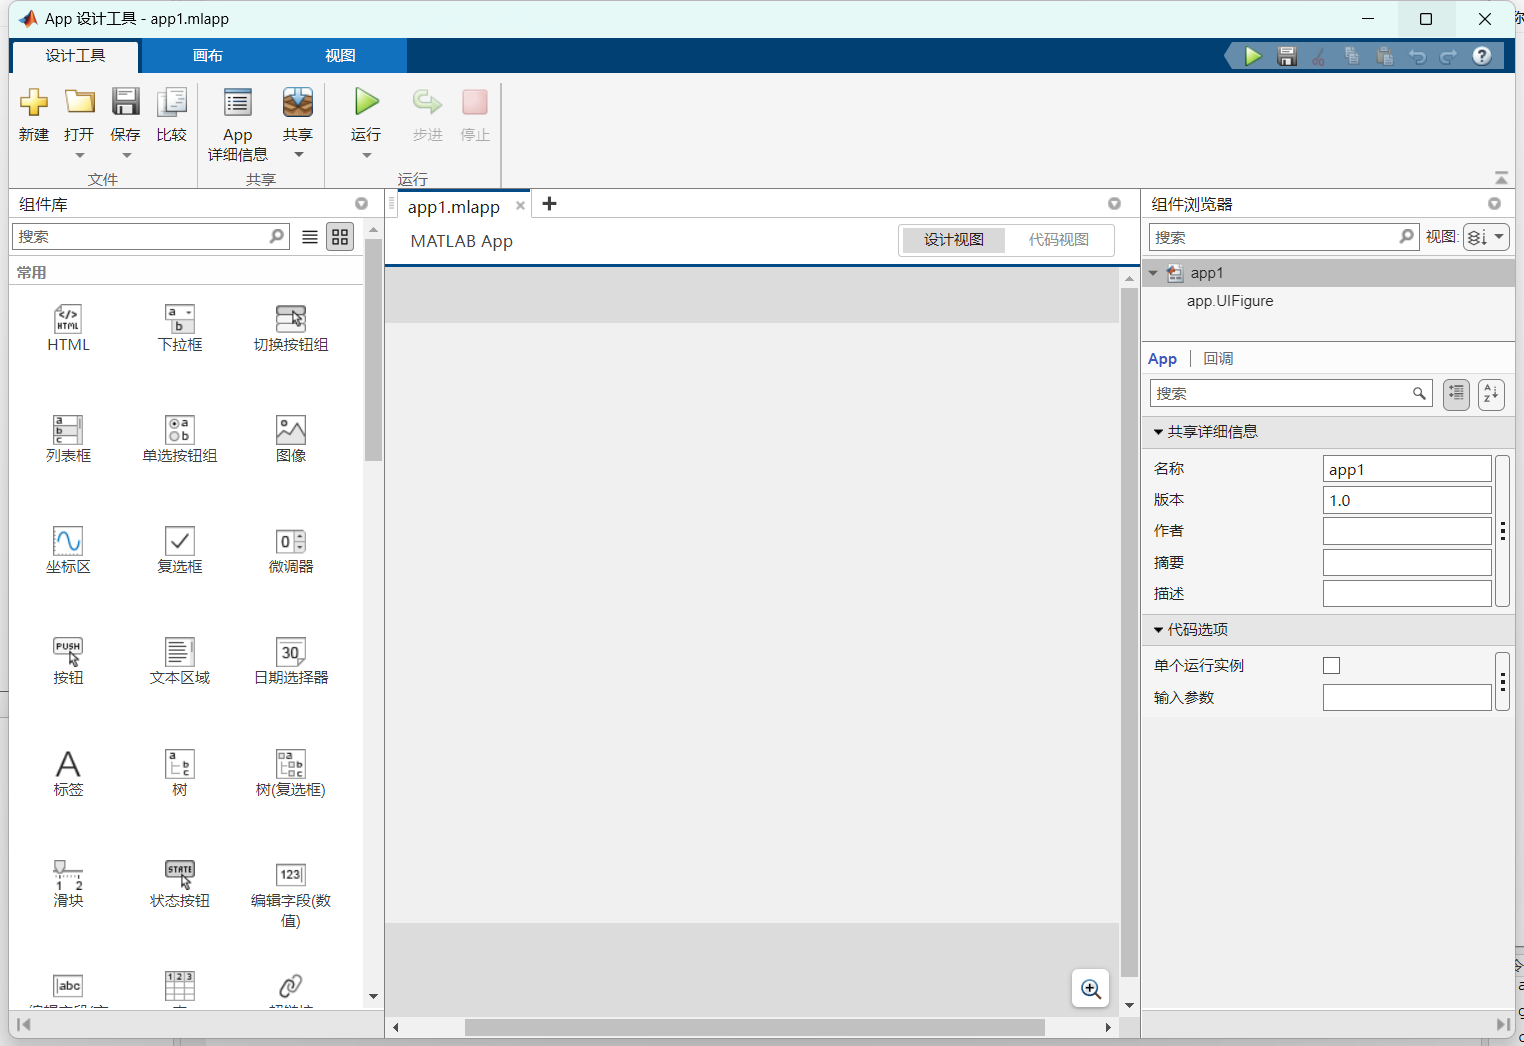 App 设计工具 - app1.mlapp
设计工具 画布 视图
新建 打开 保存 比较 App 详细信息 共享 运行 步进 停止
文件 共享 运行
组件库
搜索
常用
HTML 下拉框 切换按钮组
列表框 单选按钮组 图像
坐标区 复选框 微调器
按钮 文本区域 日期选择器
标签 树 树(复选框)
滑块 状态按钮 编辑字段(数值)
app1.mlapp
MATLAB App
设计视图 代码视图
组件浏览器
搜索 视图:
app1
app.UIFigure
App 回调
搜索
共享详细信息
名称 app1
版本 1.0
作者
摘要
描述
代码选项
单个运行实例
输入参数